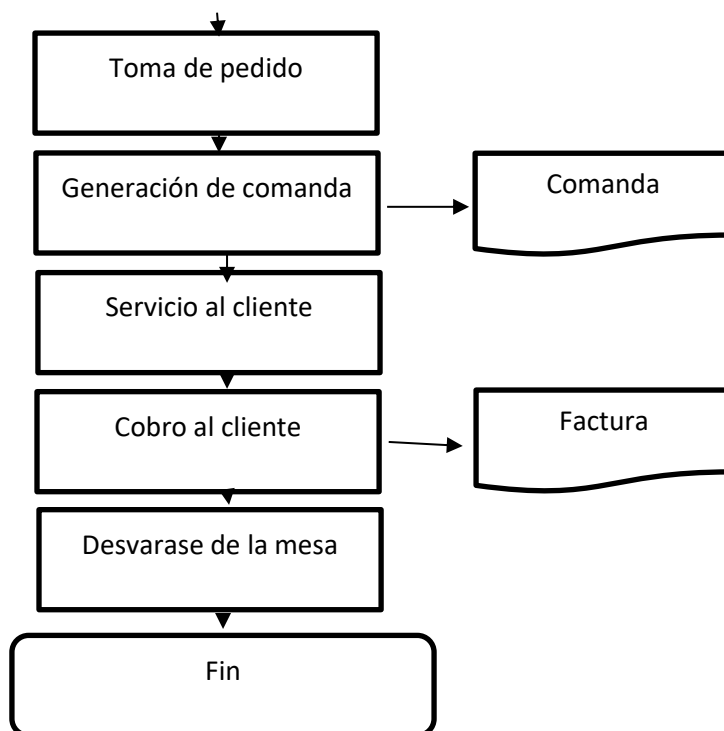 Toma de pedido
Generación de comanda
Comanda
Servicio al cliente
Cobro al cliente
Factura
Desvarase de la mesa
Fin